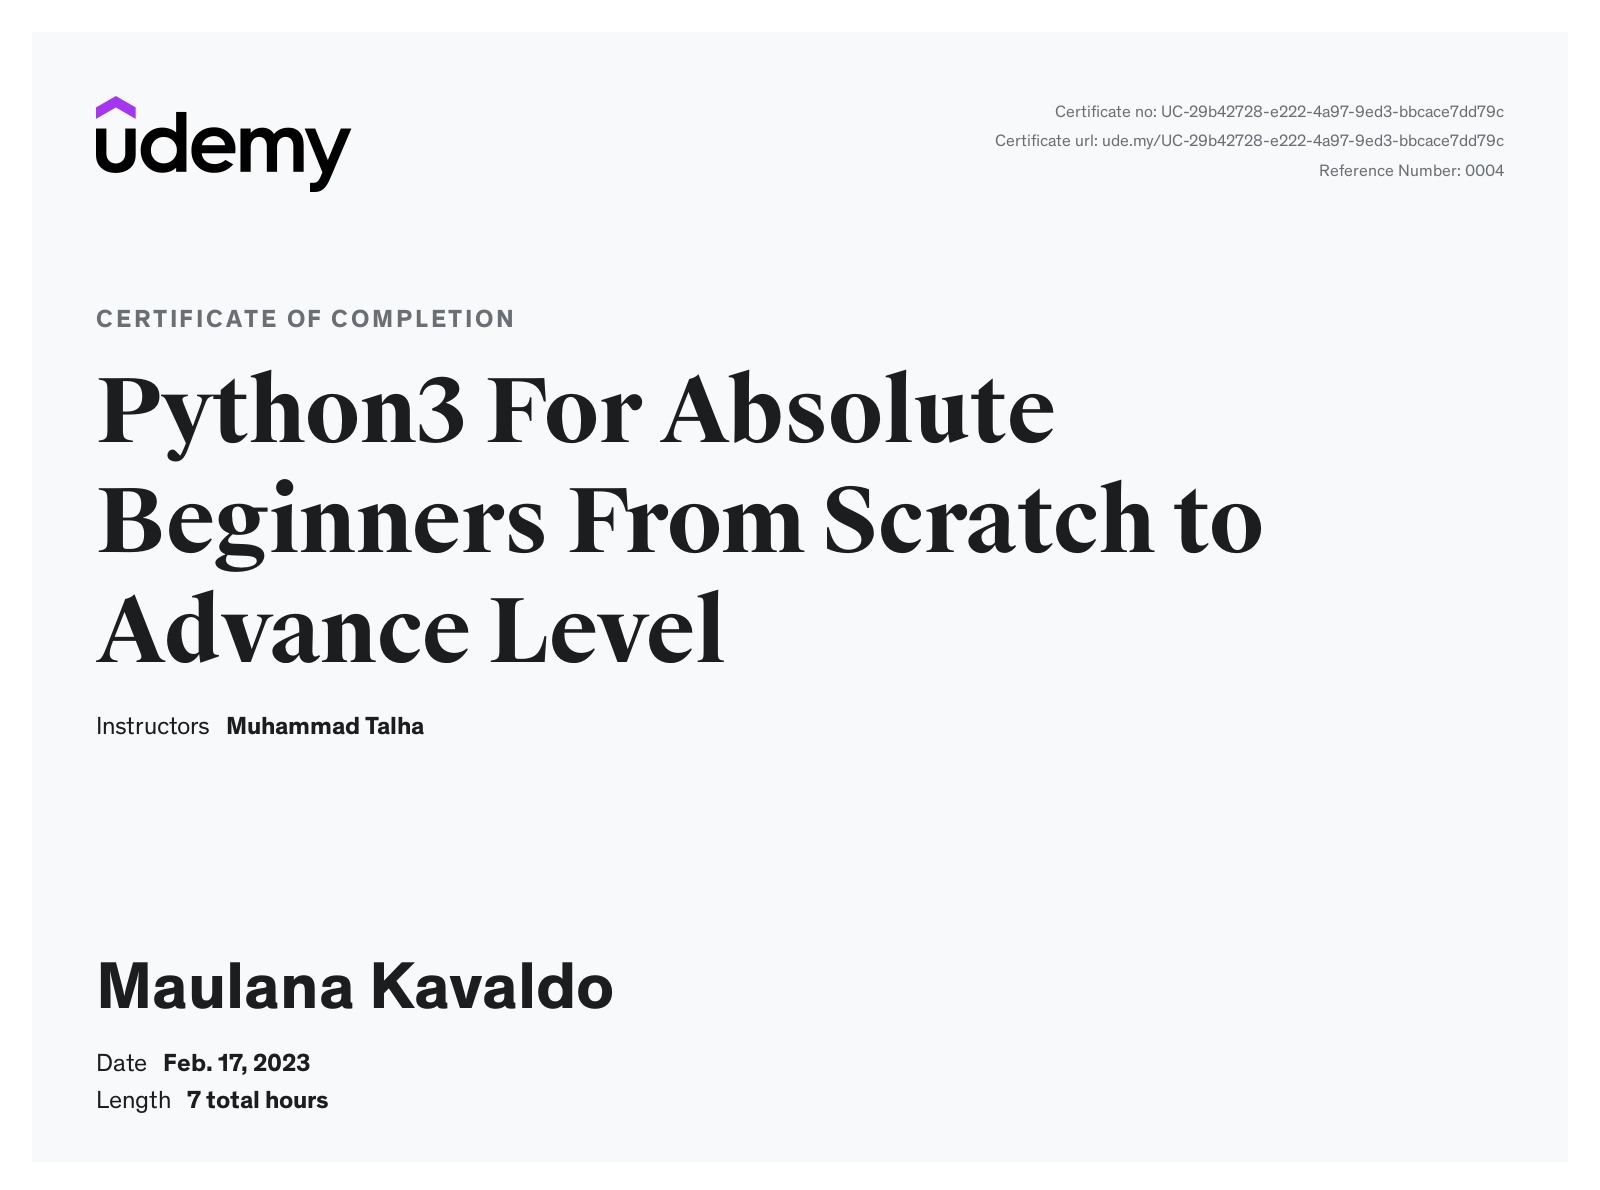 udemy
Certificate no: UC-29b42728-e222-4a97-9ed3-bbcace7dd79c
Certificate url: ude.my/UC-29b42728-e222-4a97-9ed3-bbcace7dd79c
Reference Number: 0004
CERTIFICATE OF COMPLETION
Python3 For Absolute
Beginners From Scratch to
Advance Level
Instructors Muhammad Talha
Maulana Kavaldo
Date Feb. 17, 2023
Length 7 total hours